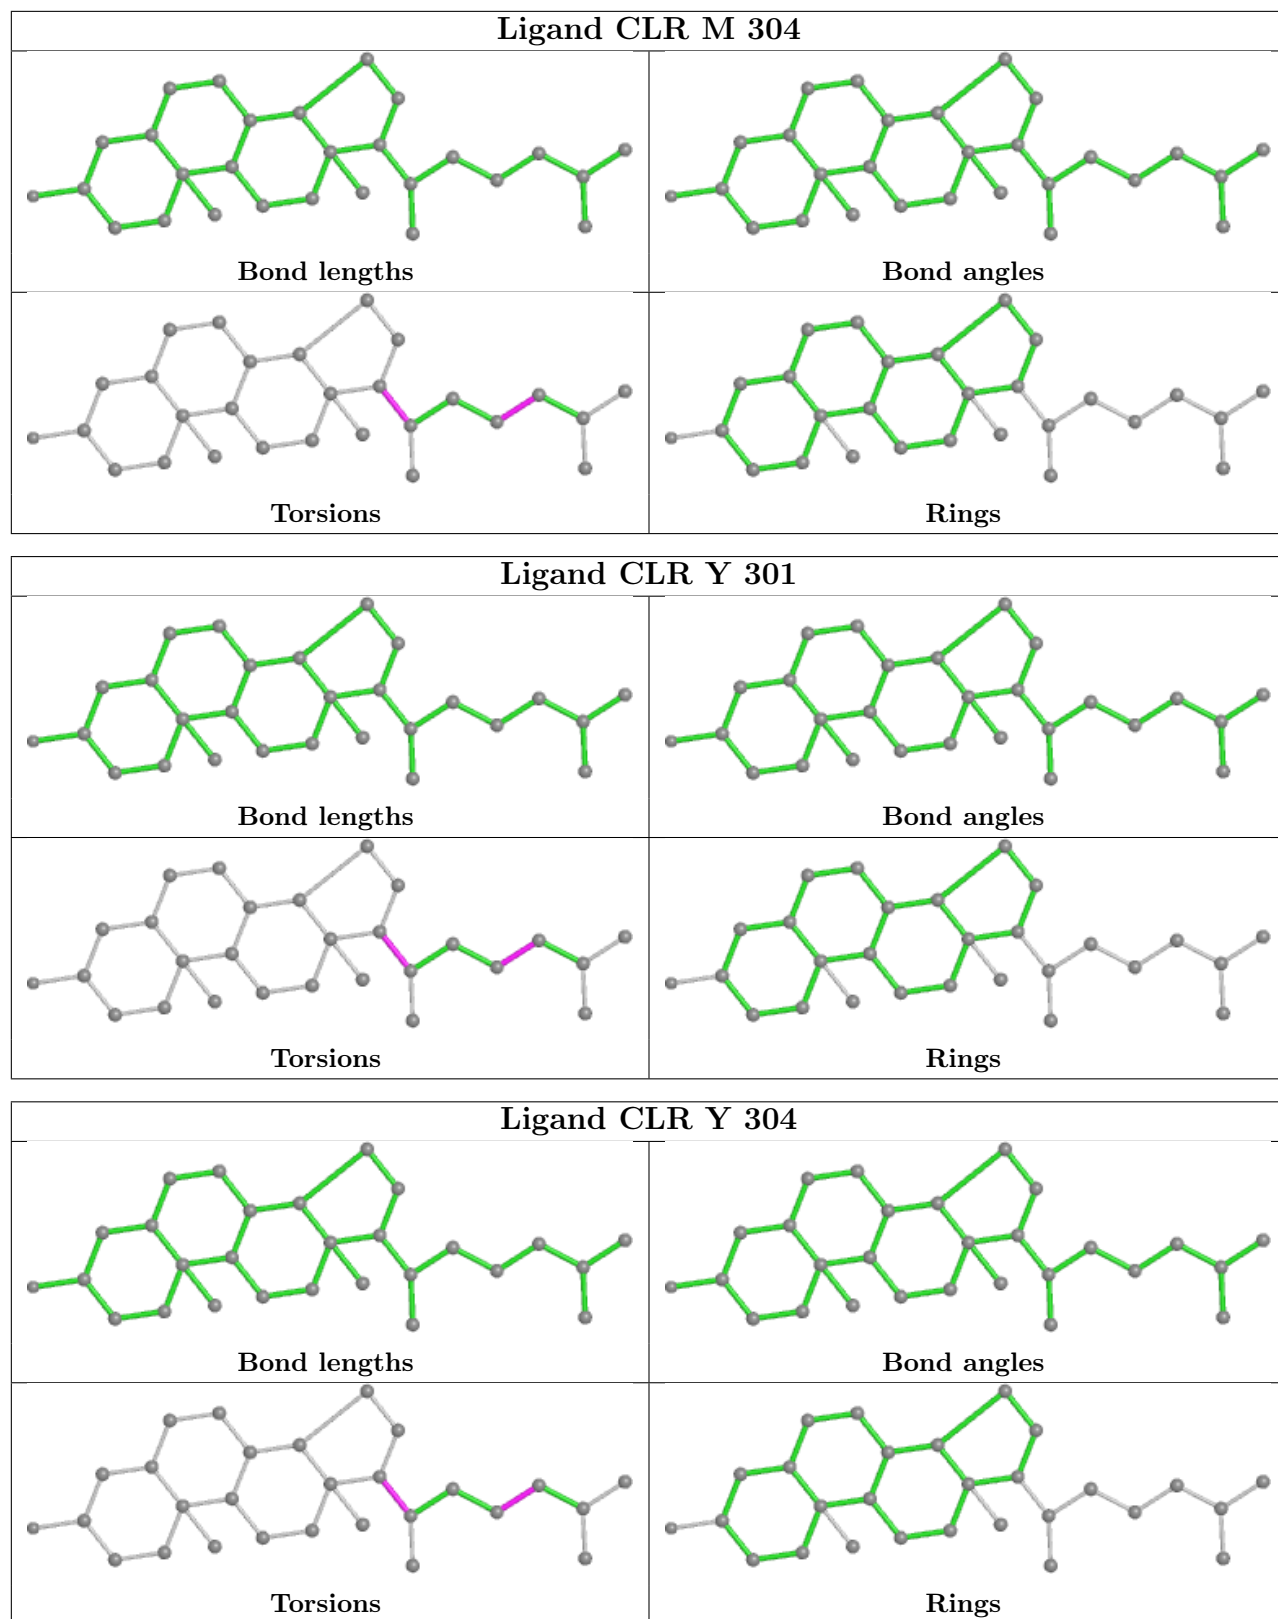 Ligand CLR M 304
Bond lengths
Bond angles
Torsions
Rings
Ligand CLR Y 301
Bond lengths
Bond angles
Torsions
Rings
Ligand CLR Y 304
Bond lengths
Bond angles
Torsions
Rings